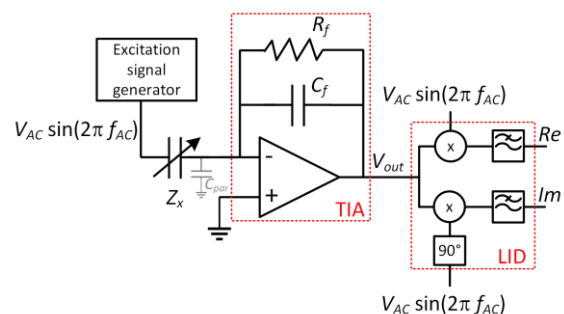 Excitation
signal
generator
V_AC sin(2π f_AC)
Z_x
C_par
R_f
C_f
-
+
TIA
V_out
V_AC sin(2π f_AC)
x
Re
x
Im
90°
LID
V_AC sin(2π f_AC)